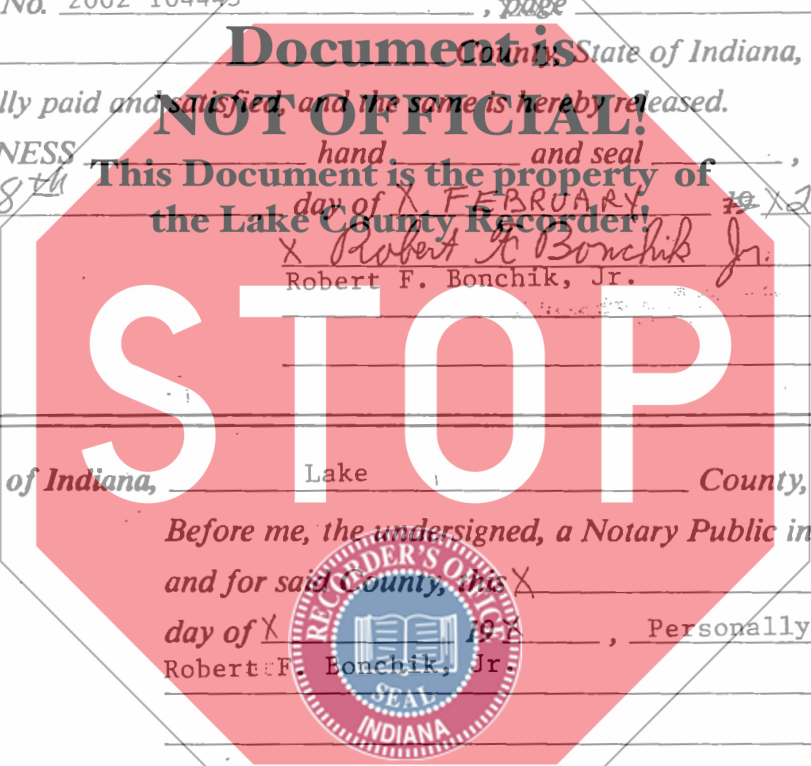 No. 2002 104445 , page
Document is
County, State of Indiana,
lly paid and satisfied, and the same is hereby released.
NOT OFFICIAL!
NESS hand and seal ,
This Document is the property of
8th day of X FEBRUARY 19 X2
the Lake County Recorder!
X Robert F Bonchik Jr.
Robert F. Bonchik, Jr.
STOP
of Indiana, Lake County,
Before me, the undersigned, a Notary Public in
and for said County, this X
RECORDER'S OFFICE
day of X 19X , Personally
Robert F. Bonchik, Jr.
SEAL
INDIANA